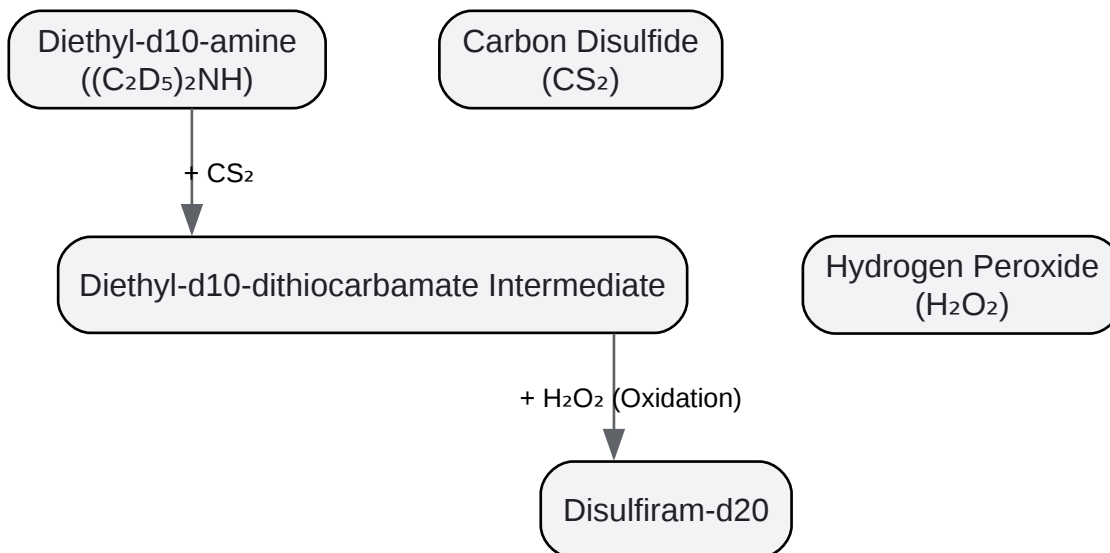 Diethyl-d10-amine
((C₂D₅)₂NH)
Carbon Disulfide
(CS₂)
+ CS₂
Diethyl-d10-dithiocarbamate Intermediate
Hydrogen Peroxide
(H₂O₂)
+ H₂O₂ (Oxidation)
Disulfiram-d20